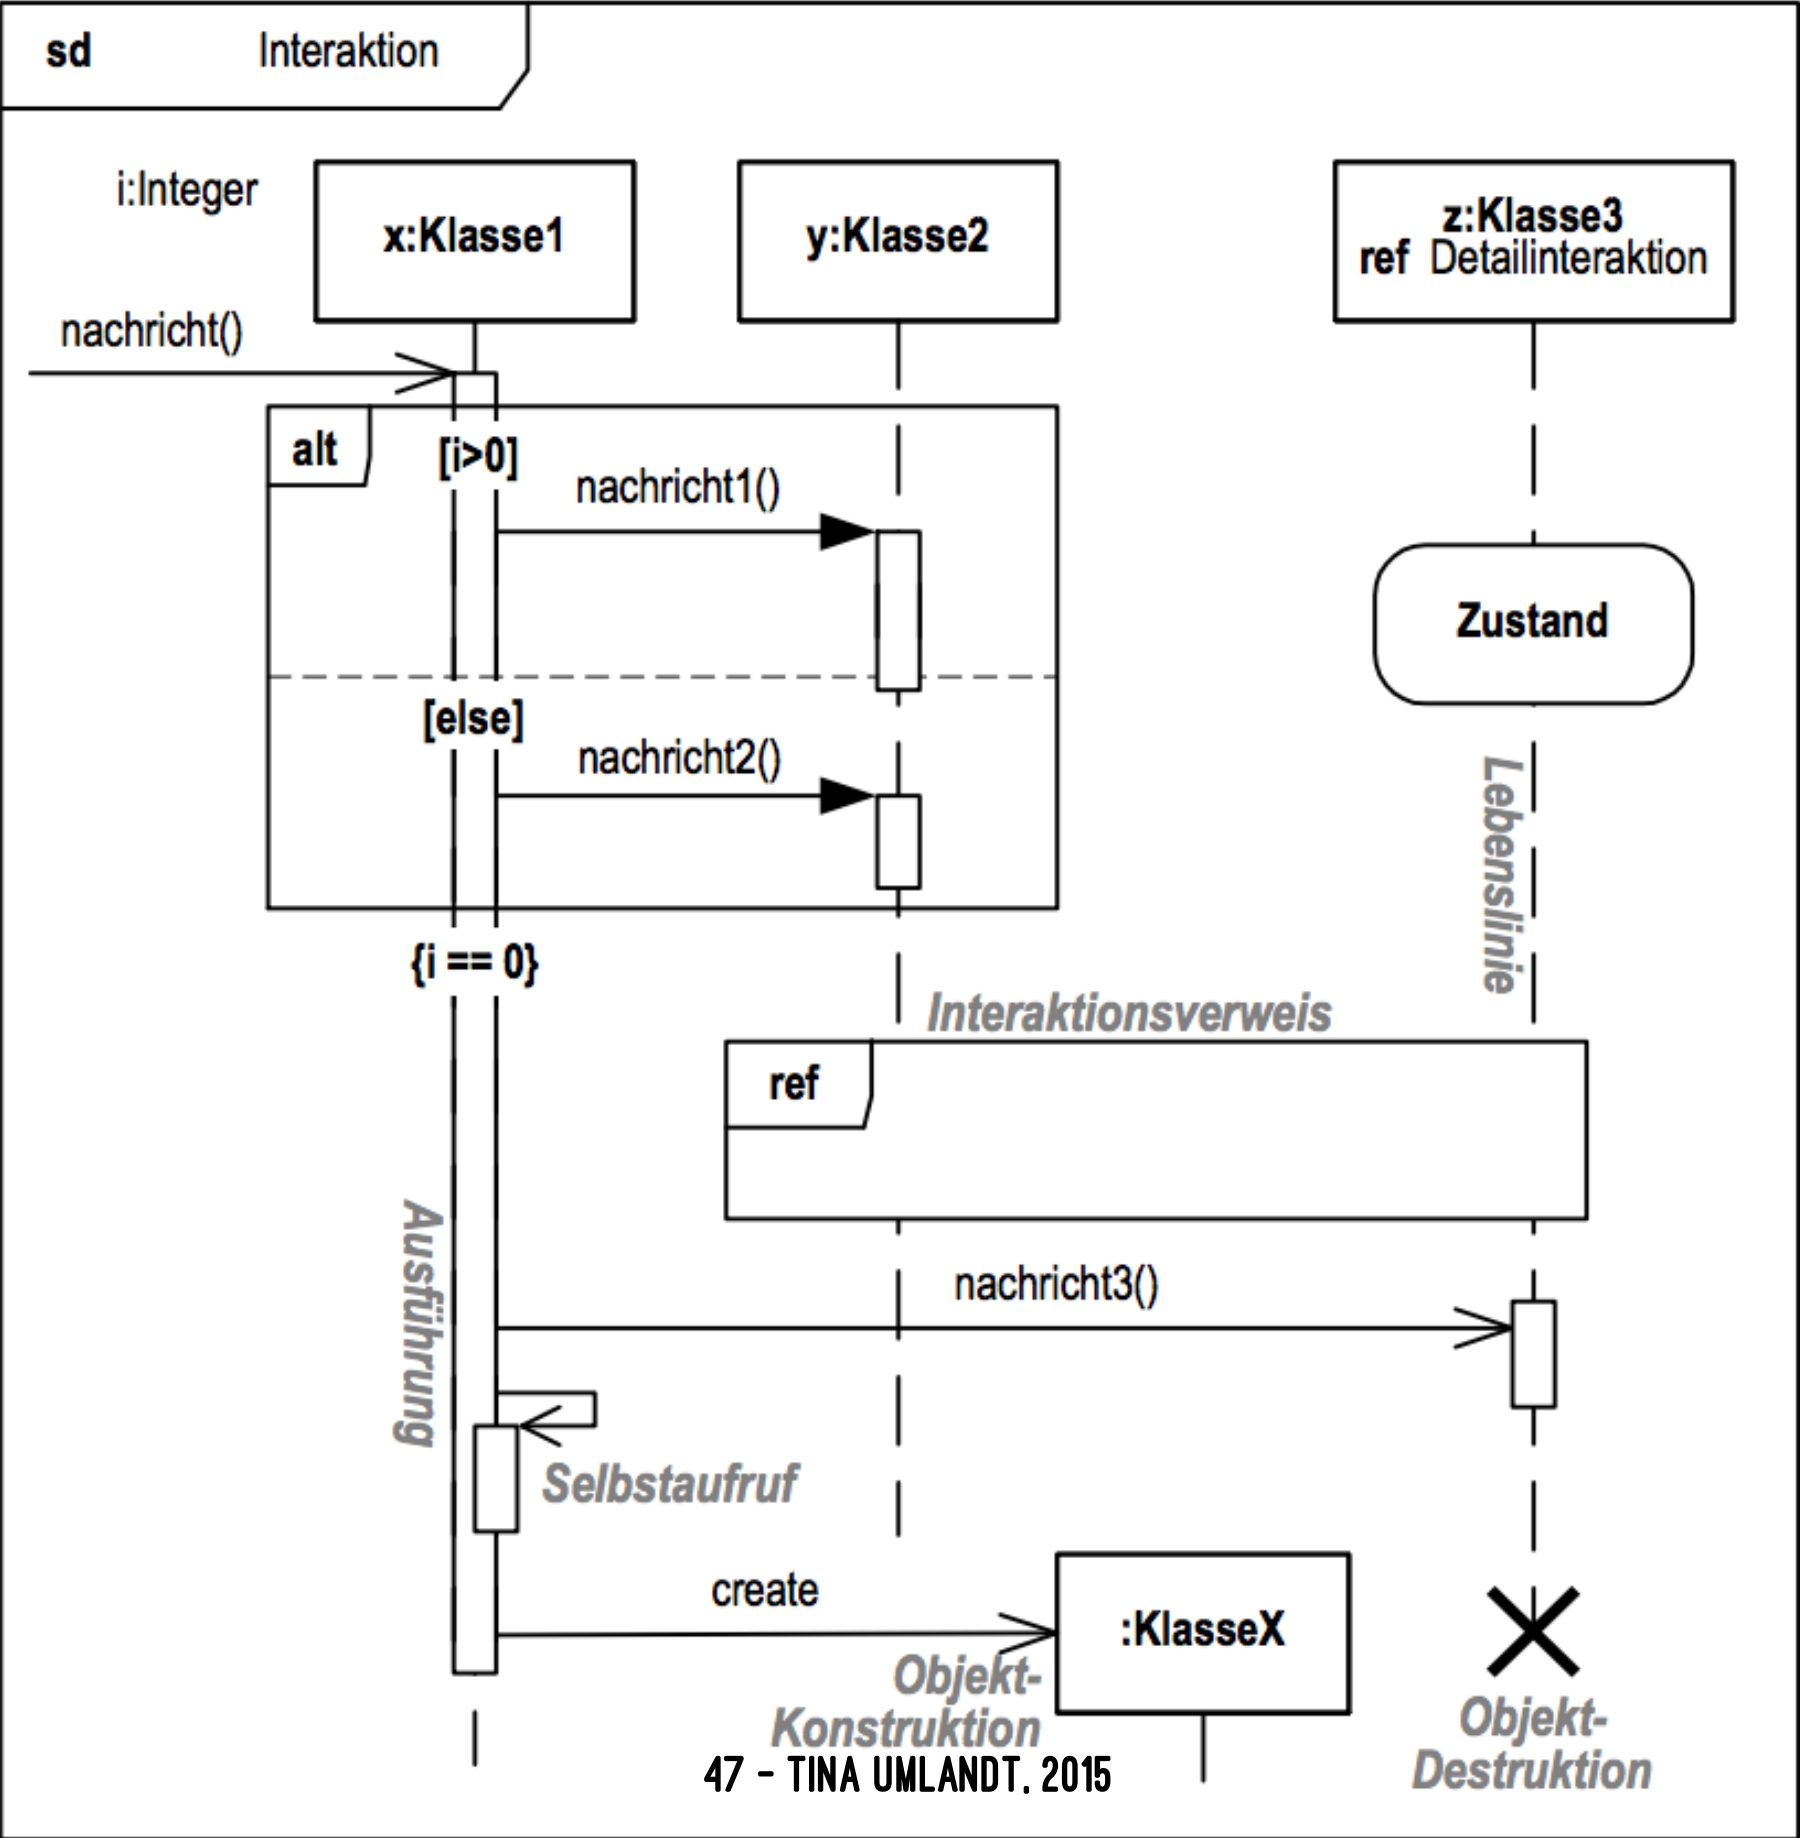 sd Interaktion
i:Integer
x:Klasse1
y:Klasse2
z:Klasse3
ref Detailinteraktion
nachricht()
alt
[i>0]
nachricht1()
Zustand
[else]
nachricht2()
Lebenslinie
{i == 0}
Interaktionsverweis
ref
Ausführung
nachricht3()
Selbstaufruf
create
:KlasseX
Objekt-
Konstruktion
Objekt-
Destruktion
47 - TINA UMLANDT, 2015